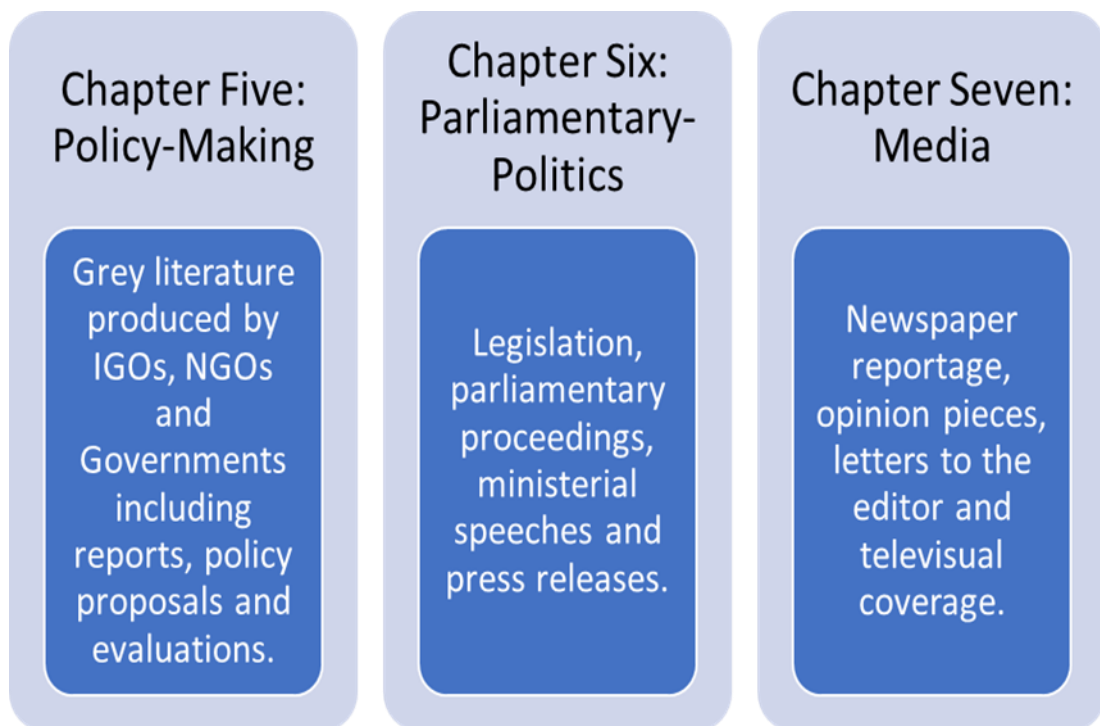 Chapter Five:
Policy-Making
Grey literature
produced by
IGOs, NGOs
and
Governments
including
reports, policy
proposals and
evaluations.
Chapter Six:
Parliamentary-
Politics
Legislation,
parliamentary
proceedings,
ministerial
speeches and
press releases.
Chapter Seven:
Media
Newspaper
reportage,
opinion pieces,
letters to the
editor and
televisual
coverage.